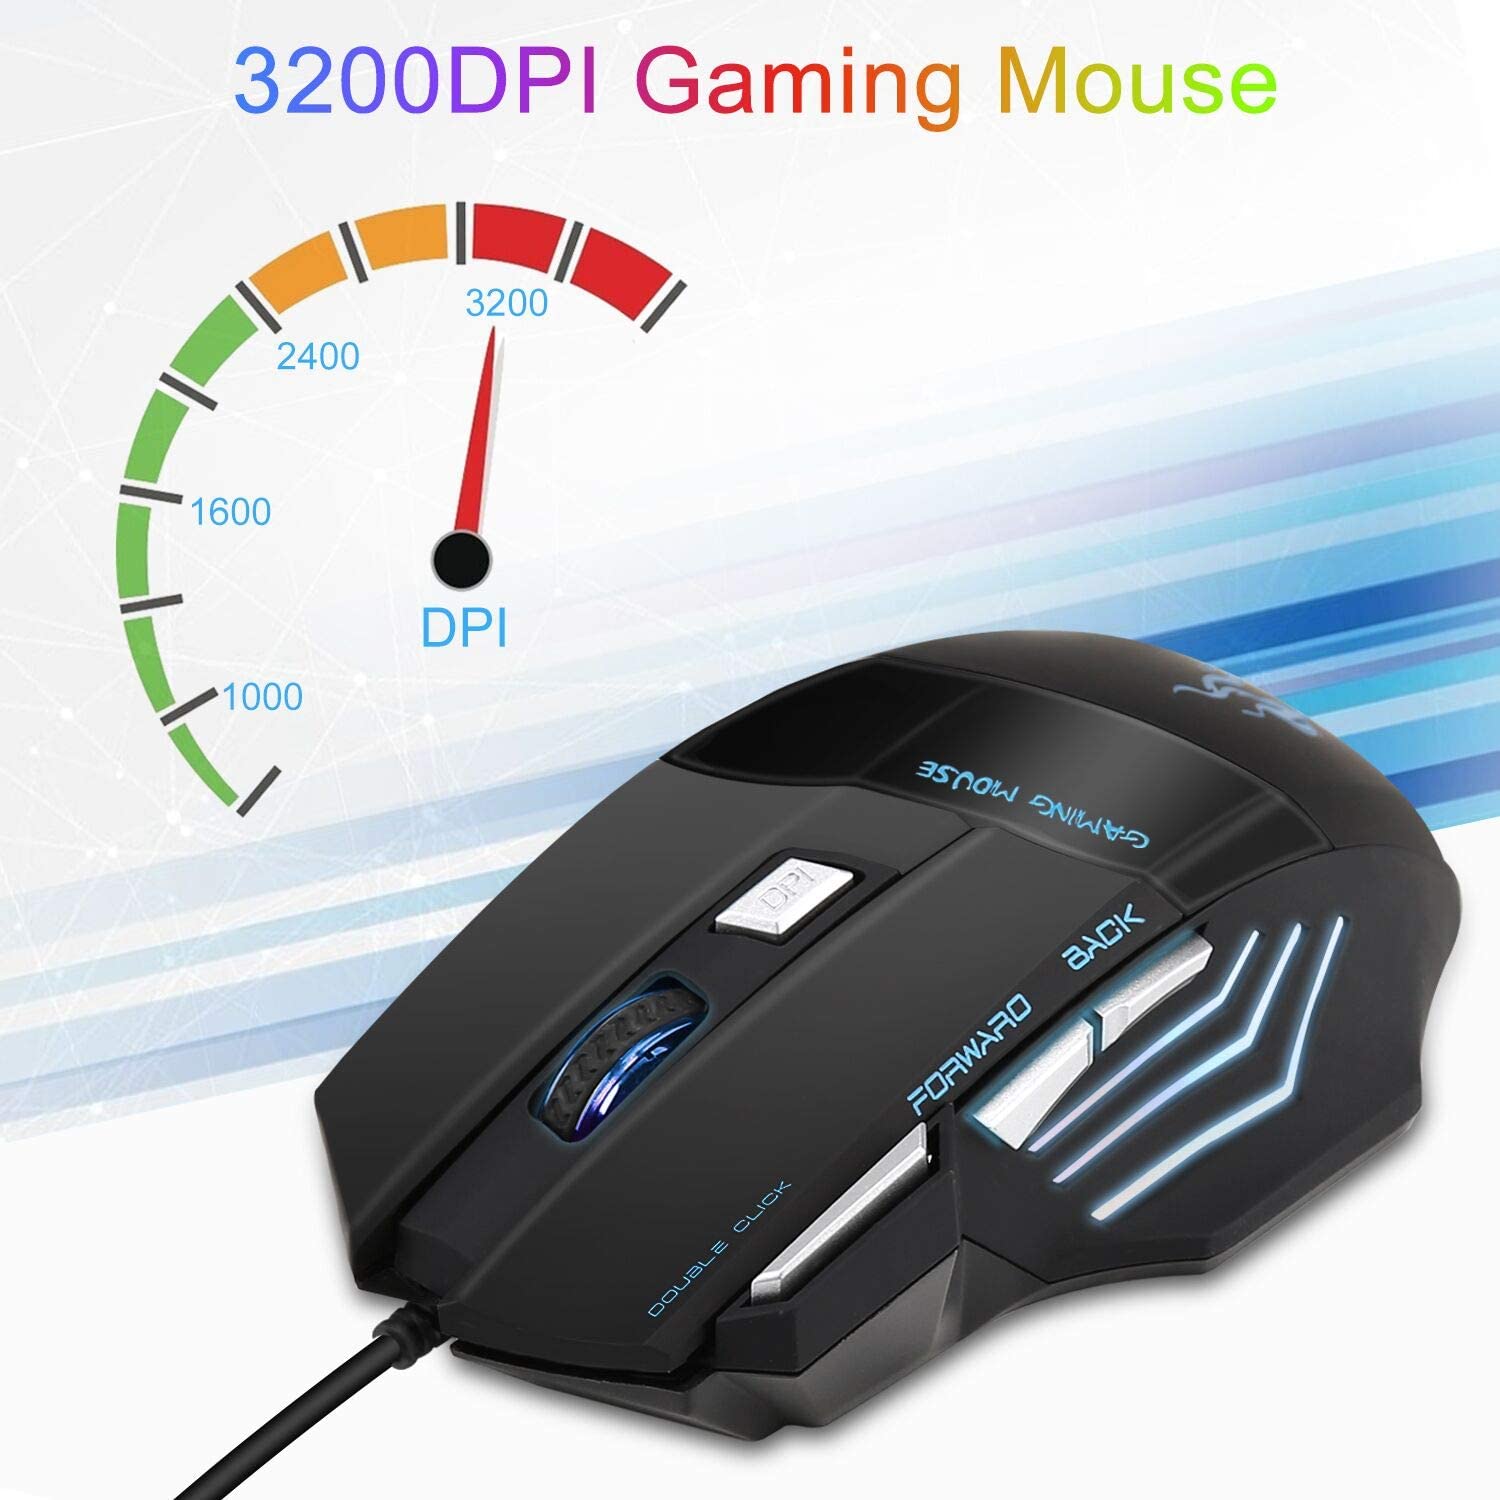 3200DPI Gaming Mouse
3200
2400
1600
DPI
1000
GAMING MOUSE
DPI
BACK
FORWARD
DOUBLE CLICK